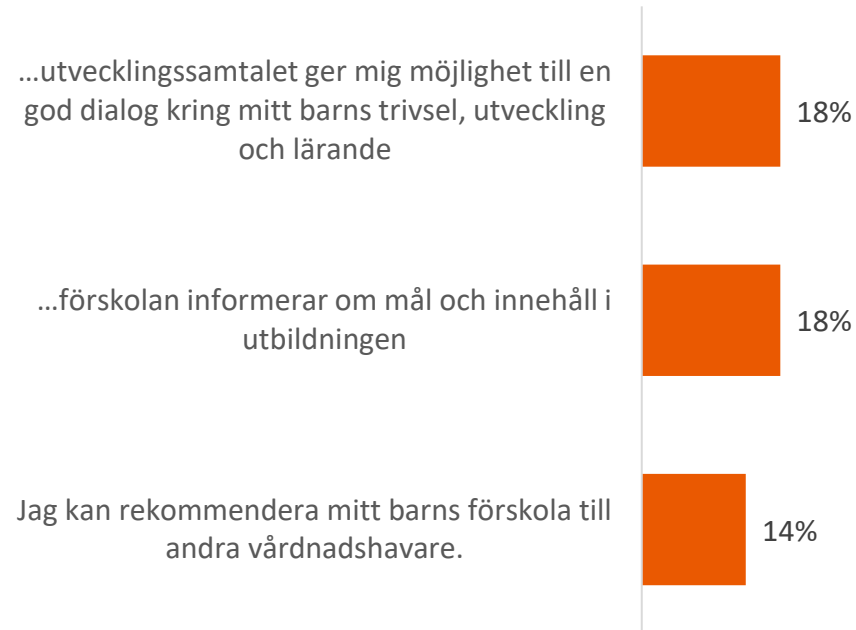 ...utvecklingssamtalet ger mig möjlighet till en
god dialog kring mitt barns trivsel, utveckling
och lärande
18%
...förskolan informerar om mål och innehåll i
utbildningen
18%
Jag kan rekommendera mitt barns förskola till
andra vårdnadshavare.
14%